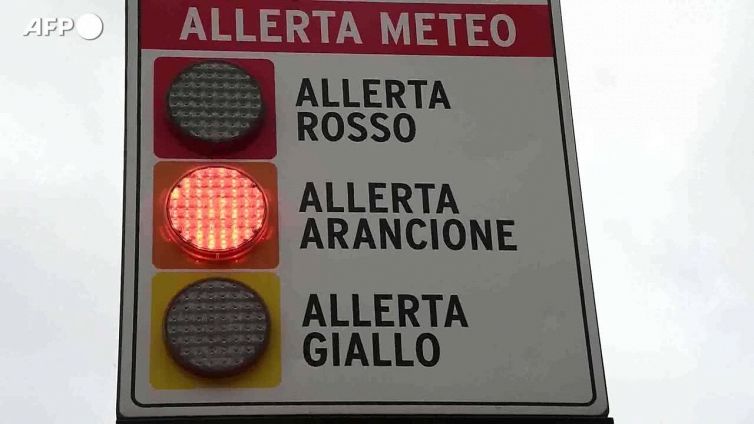 AFP
ALLERTA METEO
ALLERTA
ROSSO
ALLERTA
ARANCIONE
ALLERTA
GIALLO